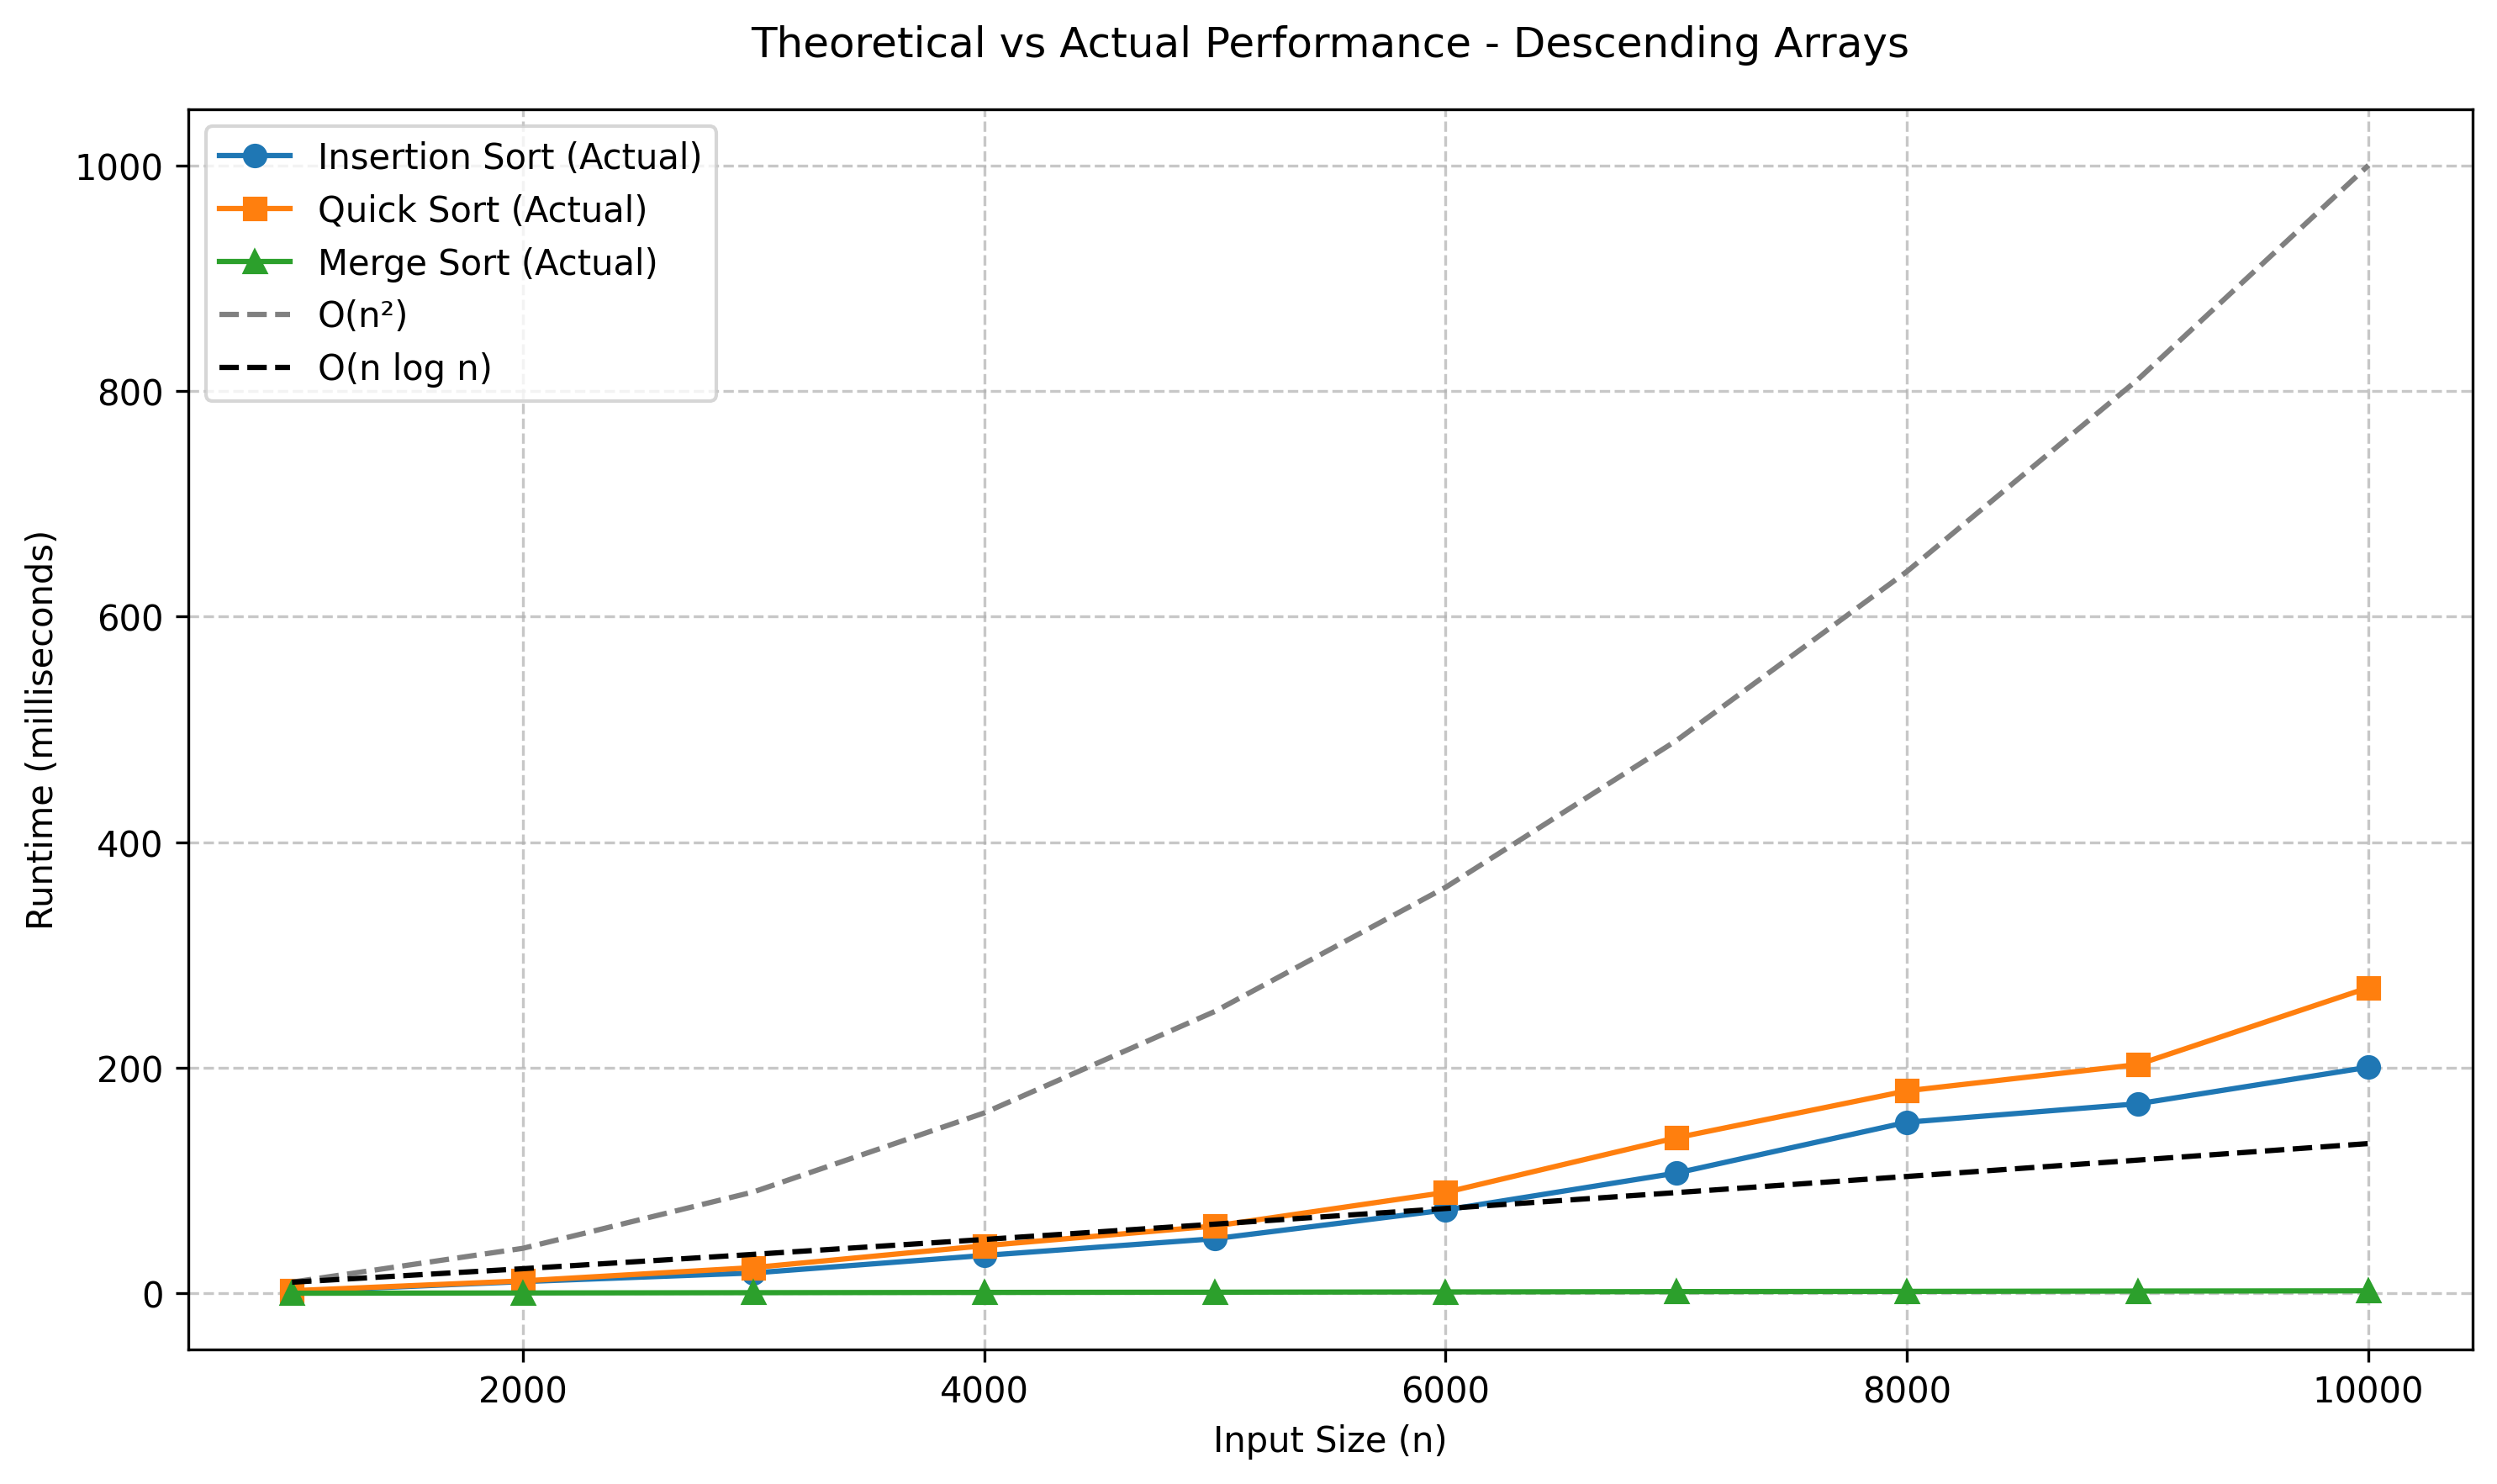 Theoretical vs Actual Performance - Descending Arrays
Insertion Sort (Actual)
Quick Sort (Actual)
Merge Sort (Actual)
O(n²)
O(n log n)
Runtime (milliseconds)
1000
800
600
400
200
0
2000
4000
6000
8000
10000
Input Size (n)